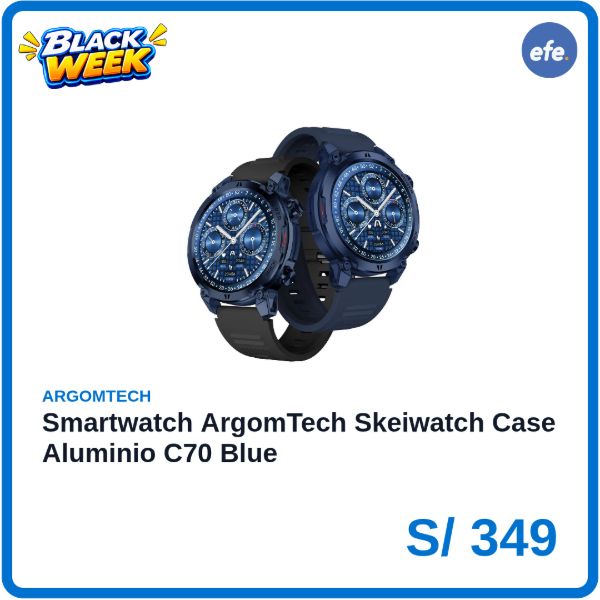 BLACK
WEEK
efe.
ARGOMTECH
Smartwatch ArgomTech Skeiwatch Case
Aluminio C70 Blue
S/ 349